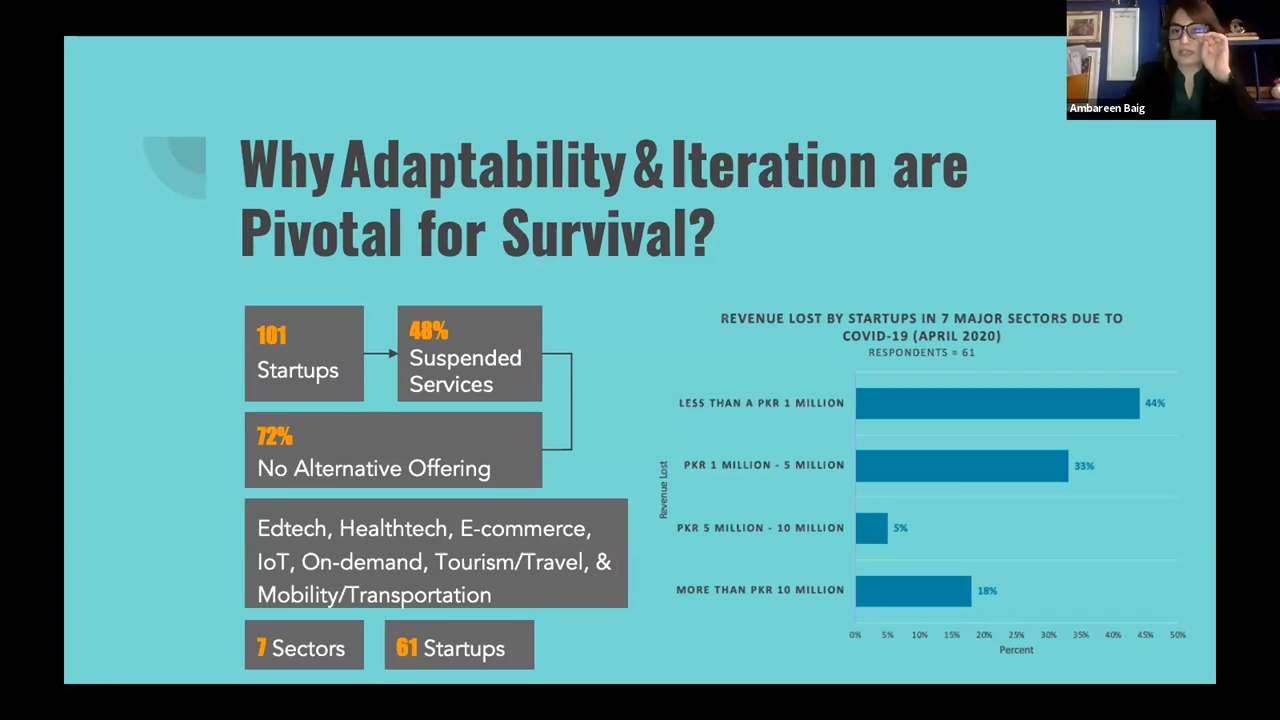 Ambareen Baig
Why Adaptability & Iteration are
Pivotal for Survival?
101
Startups
48%
Suspended
Services
72%
No Alternative Offering
Edtech, Healthtech, E-commerce,
IoT, On-demand, Tourism/Travel, &
Mobility/Transportation
7 Sectors
61 Startups
REVENUE LOST BY STARTUPS IN 7 MAJOR SECTORS DUE TO
COVID-19 (APRIL 2020)
RESPONDENTS = 61
Revenue Lost
LESS THAN A PKR 1 MILLION
44%
PKR 1 MILLION - 5 MILLION
33%
PKR 5 MILLION - 10 MILLION
5%
MORE THAN PKR 10 MILLION
18%
0% 5% 10% 15% 20% 25% 30% 35% 40% 45% 50%
Percent